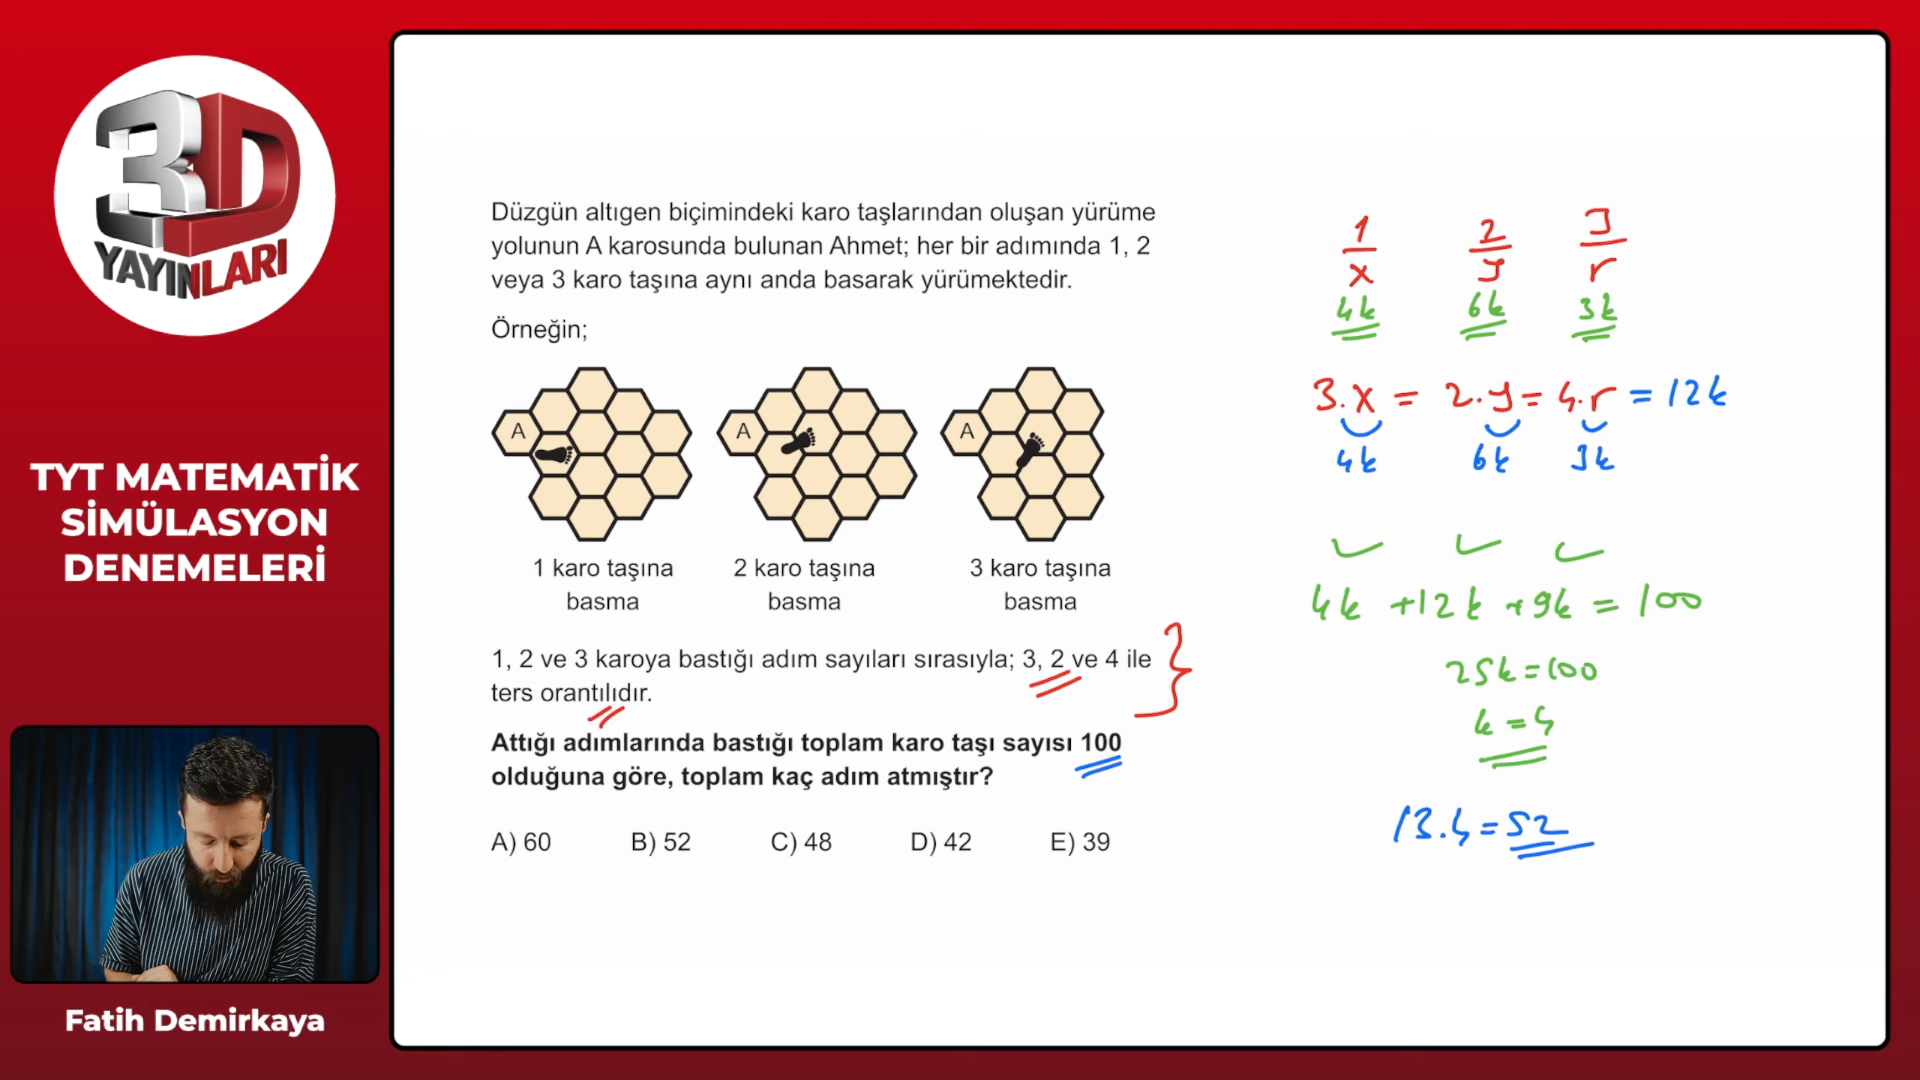 3D
YAYINLARI
TYT MATEMATİK
SİMÜLASYON
DENEMELERİ
Fatih Demirkaya
Düzgün altıgen biçimindeki karo taşlarından oluşan yürüme
yolunun A karosunda bulunan Ahmet; her bir adımında 1, 2
veya 3 karo taşına aynı anda basarak yürümektedir.
Örneğin;
A
A
A
1 karo taşına
basma
2 karo taşına
basma
3 karo taşına
basma
1, 2 ve 3 karoya bastığı adım sayıları sırasıyla; 3, 2 ve 4 ile
ters orantılıdır.
Attığı adımlarında bastığı toplam karo taşı sayısı 100
olduğuna göre, toplam kaç adım atmıştır?
A) 60 B) 52 C) 48 D) 42 E) 39
1 2 3
x y r
4k 6k 3k
3.x = 2.y = 4.r = 12k
4k 6k 3k
4k +12k +9k = 100
25k=100
k=4
13.4=52